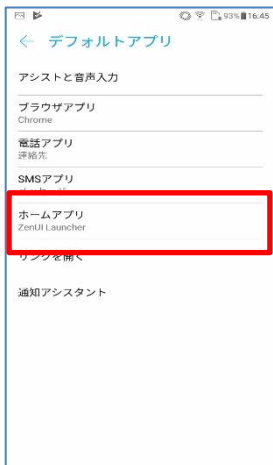 93% 16:45
← デフォルトアプリ
アシストと音声入力
ブラウザアプリ
Chrome
電話アプリ
連絡先
SMSアプリ
ホームアプリ
ZenUI Launcher
リンクを開く
通知アシスタント